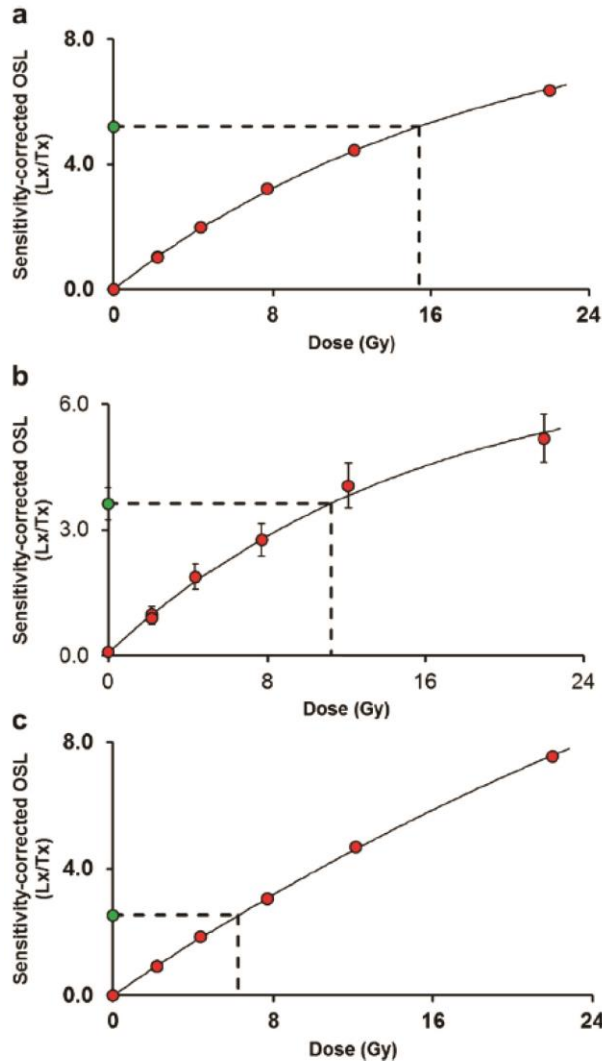 a
8.0
4.0
0.0
Sensitivity-corrected OSL
(Lx/Tx)
0 8 16 24
Dose (Gy)
b
6.0
3.0
0.0
Sensitivity-corrected OSL
(Lx/Tx)
0 8 16 24
Dose (Gy)
c
8.0
4.0
0.0
Sensitivity-corrected OSL
(Lx/Tx)
0 8 16 24
Dose (Gy)